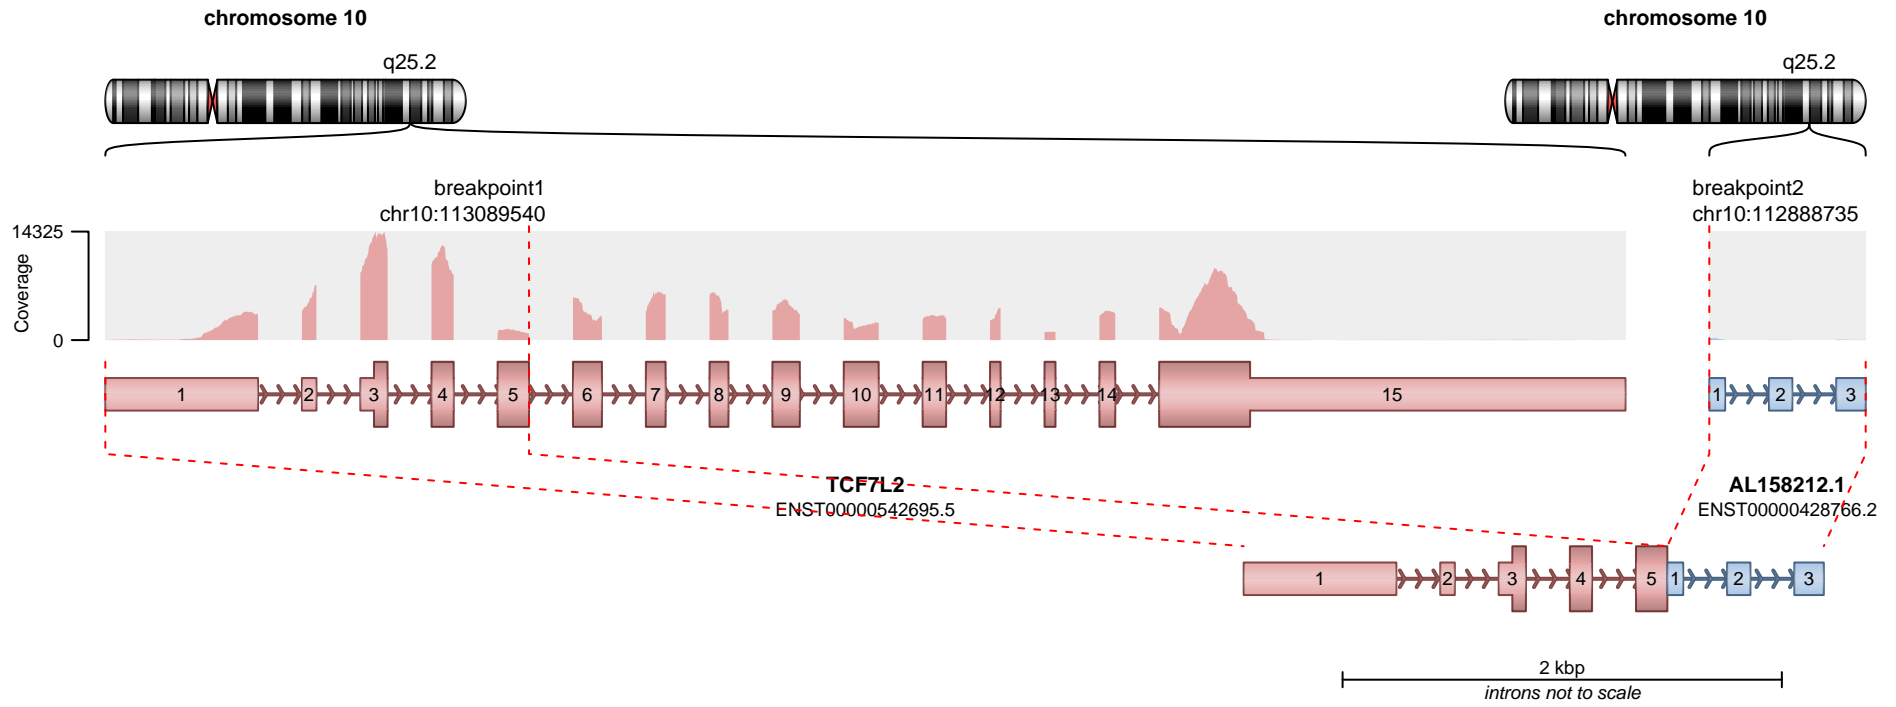 chromosome 10
chromosome 10
q25.2
q25.2
breakpoint1
chr10:113089540
breakpoint2
chr10:112888735
14325
Coverage
0
1 2 3 4 5 6 7 8 9 10 11 12 13 14 15
1 2 3
TCF7L2
ENST00000542695.5
AL158212.1
ENST00000428766.2
1 2 3 4 5 1 2 3
2 kbp
introns not to scale